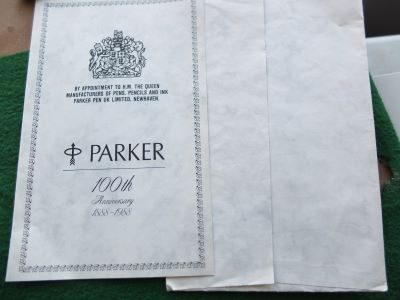 BY APPOINTMENT TO H.M. THE QUEEN
MANUFACTURERS OF PENS, PENCILS AND INK
PARKER PEN UK LIMITED, NEWHAVEN
PARKER
100th
Anniversary
1888-1988